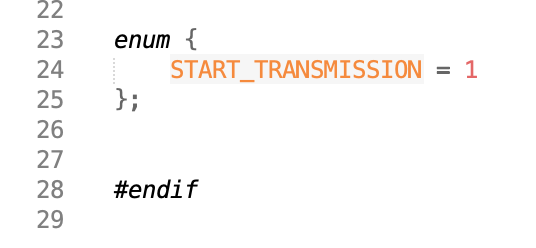 22
23 enum {
24 START_TRANSMISSION = 1
25 };
26
27
28 #endif
29